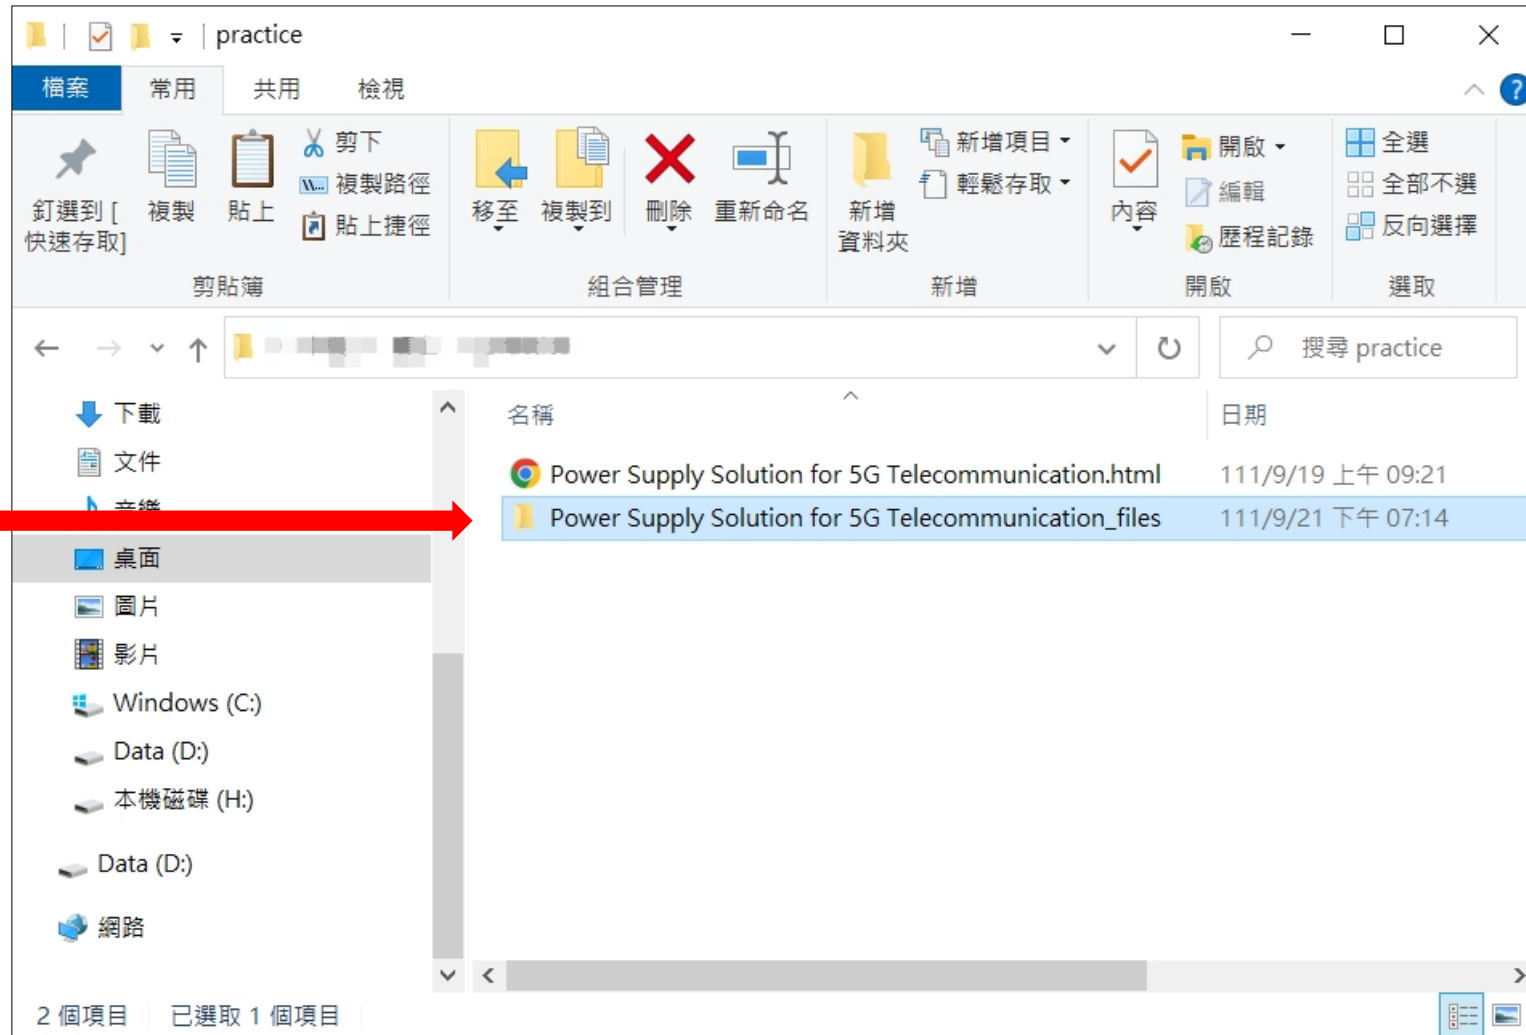 practice
檔案 常用 共用 檢視
釘選到 [
快速存取]
複製
貼上
剪下
複製路徑
貼上捷徑
剪貼簿
移至
複製到
刪除
重新命名
組合管理
新增
資料夾
新增項目
輕鬆存取
新增
內容
開啟
編輯
歷程記錄
開啟
全選
全部不選
反向選擇
選取
搜尋 practice
下載
文件
音樂
桌面
圖片
影片
Windows (C:)
Data (D:)
本機磁碟 (H:)
Data (D:)
網路
名稱 日期
Power Supply Solution for 5G Telecommunication.html 111/9/19 上午 09:21
Power Supply Solution for 5G Telecommunication_files 111/9/21 下午 07:14
2 個項目 已選取 1 個項目